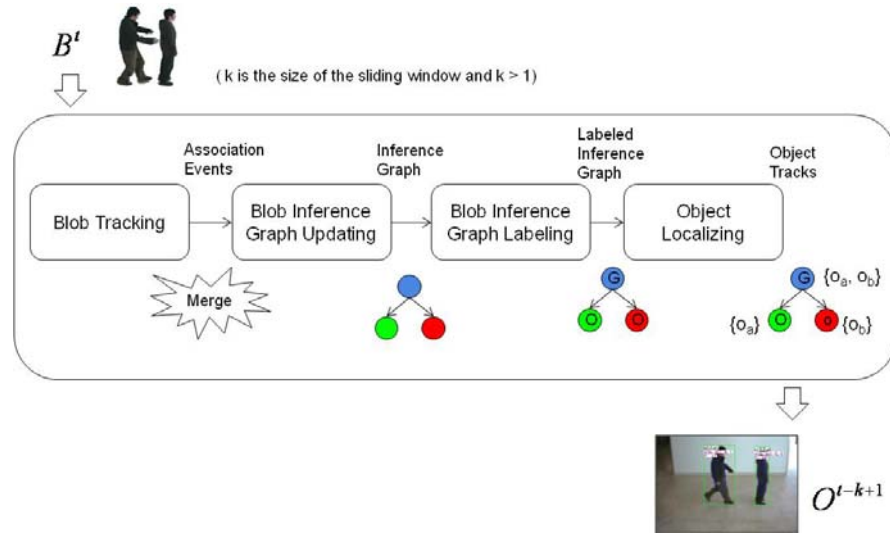 B^t
( k is the size of the sliding window and k > 1)
Association
Events
Inference
Graph
Labeled
Inference
Graph
Object
Tracks
Blob Tracking
Blob Inference
Graph Updating
Blob Inference
Graph Labeling
Object
Localizing
Merge
G
O O
G {o_a, o_b}
{o_a} O o {o_b}
O^{t-k+1}